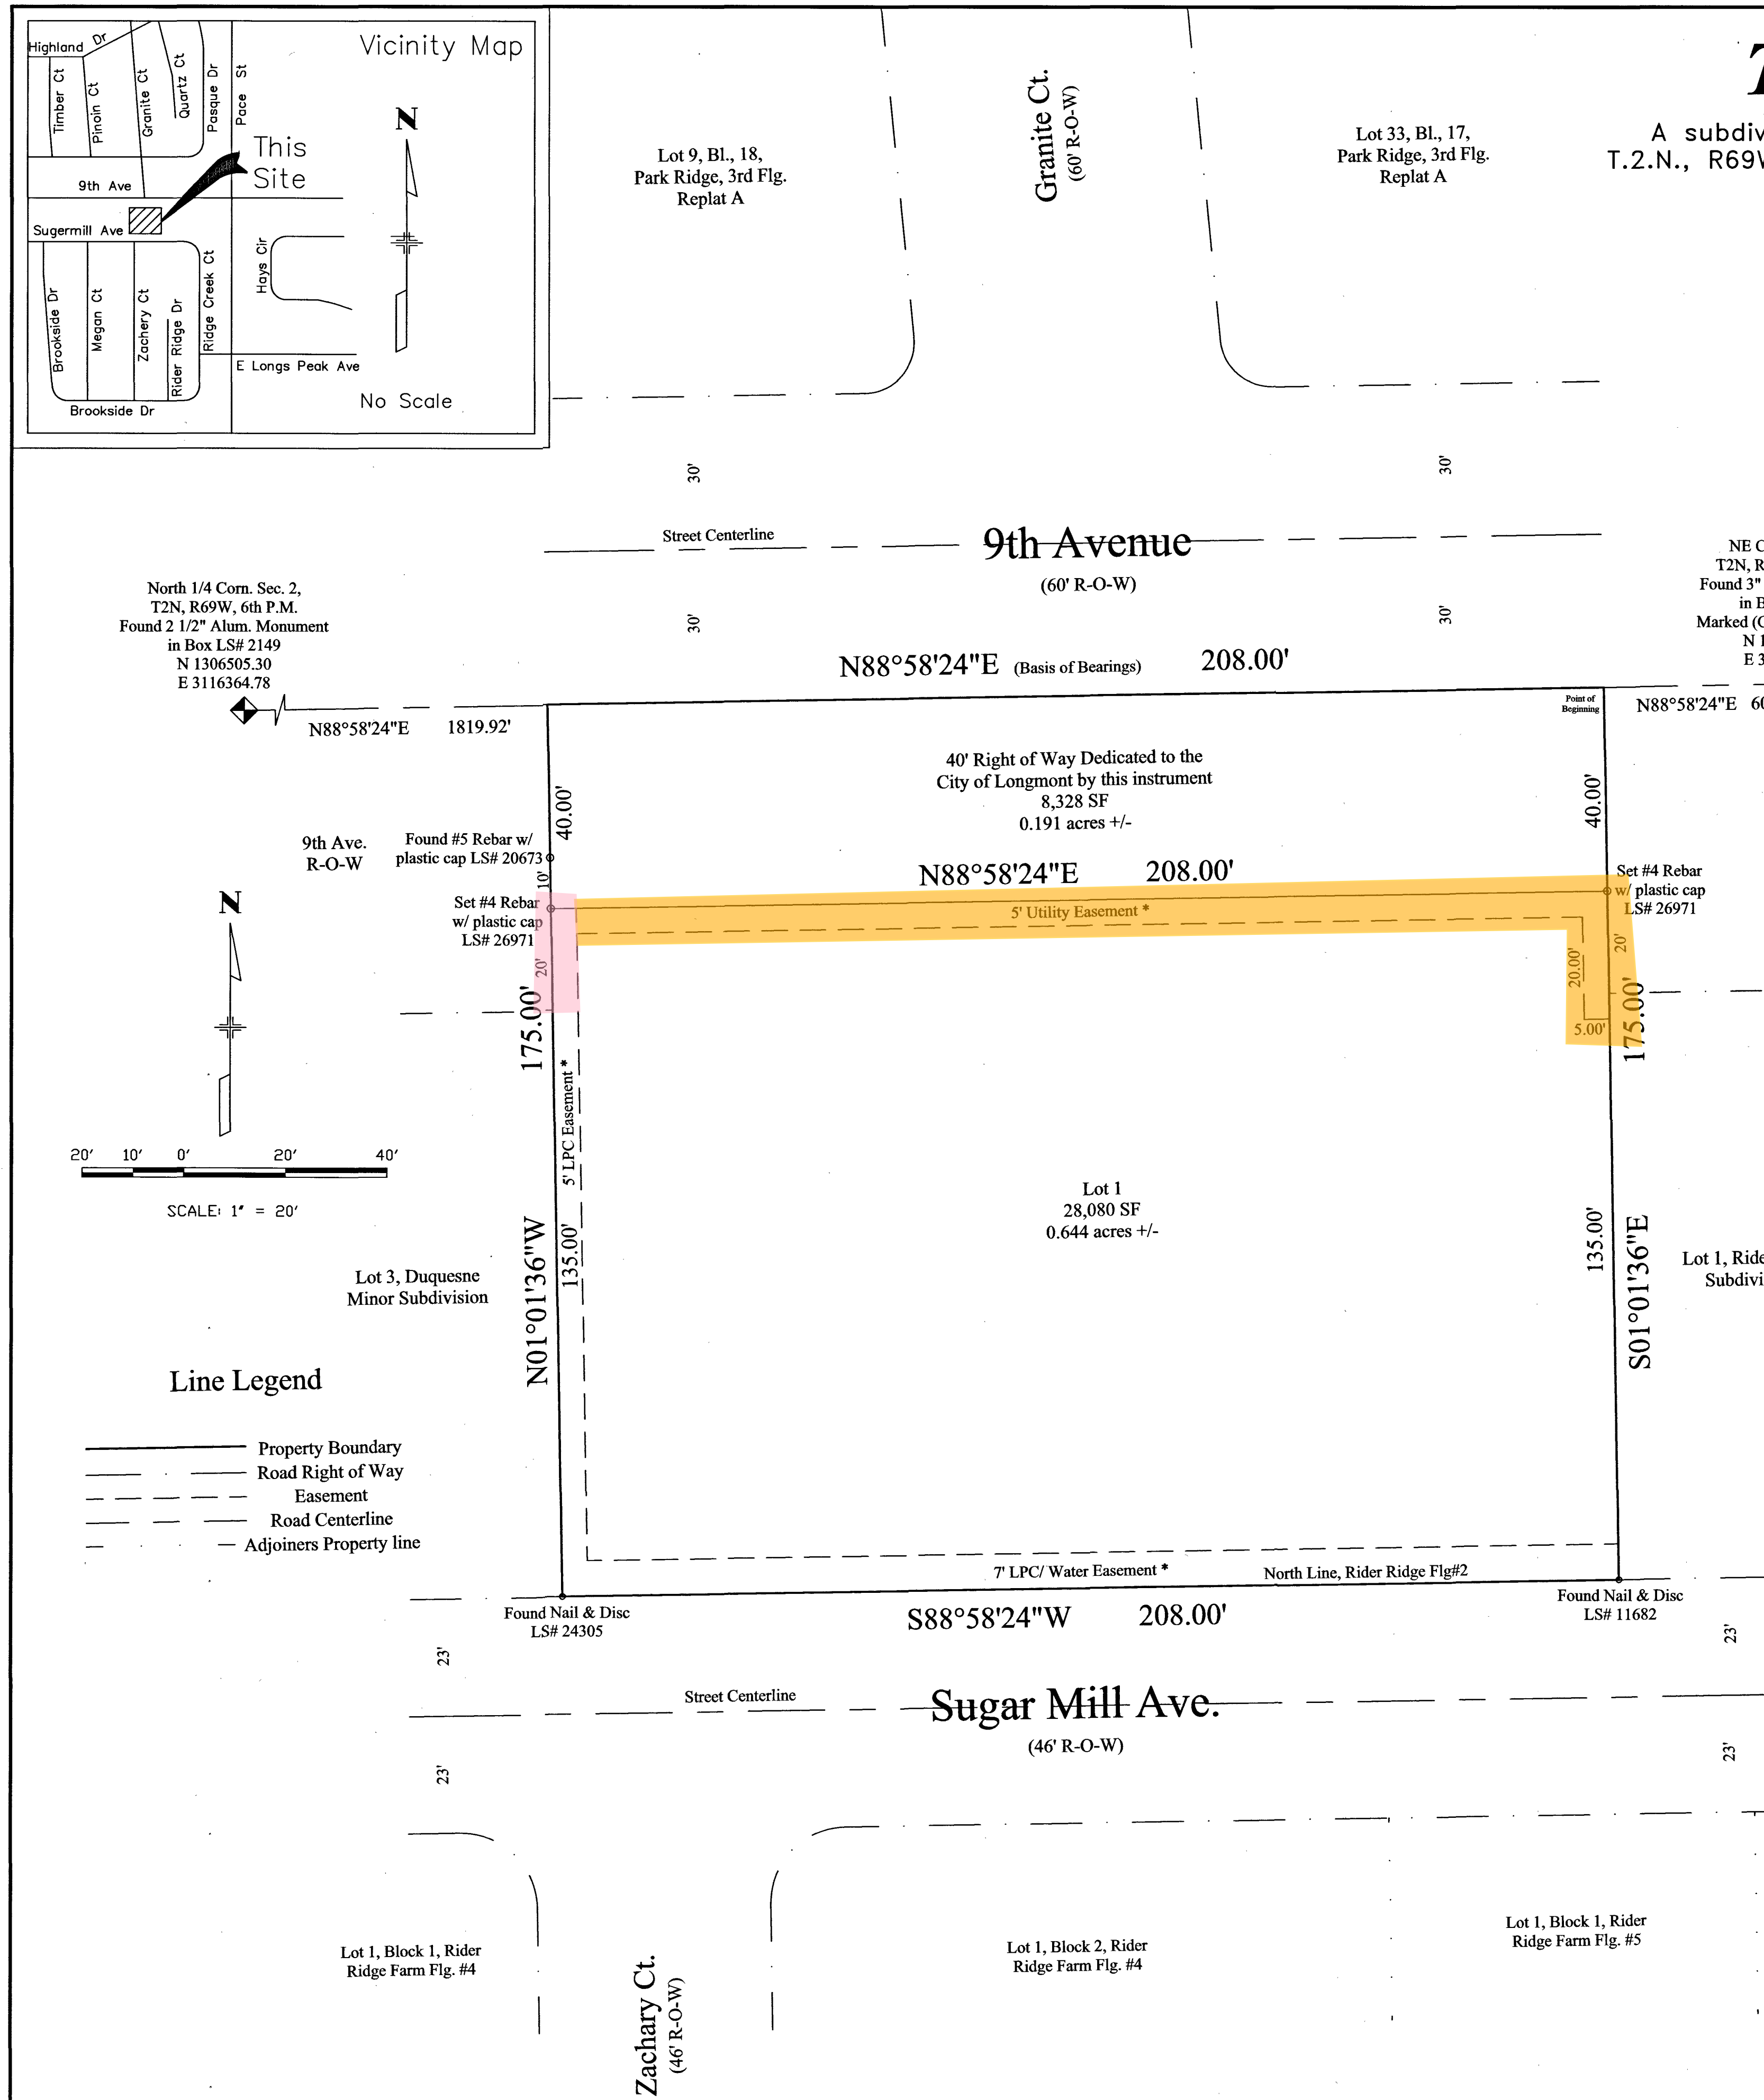 Vicinity Map
Highland Dr
Timber Ct
Pinoin Ct
Granite Ct
Quartz Ct
Pasque Dr
Pace St
N
This
Site
9th Ave
Sugermill Ave
Brookside Dr
Megan Ct
Zachery Ct
Rider Ridge Dr
Ridge Creek Ct
Hays Cir
E Longs Peak Ave
Brookside Dr
No Scale
Lot 9, Bl., 18,
Park Ridge, 3rd Flg.
Replat A
Granite Ct.
(60' R-O-W)
Lot 33, Bl., 17,
Park Ridge, 3rd Flg.
Replat A
T
A subdiv
T.2.N., R69W
30'
30'
Street Centerline
9th Avenue
(60' R-O-W)
30'
30'
North 1/4 Corn. Sec. 2,
T2N, R69W, 6th P.M.
Found 2 1/2" Alum. Monument
in Box LS# 2149
N 1306505.30
E 3116364.78
NE C
T2N, R
Found 3"
in B
Marked (C
N 1
E 3
N88°58'24"E (Basis of Bearings) 208.00'
N88°58'24"E 1819.92'
Point of
Beginning
N88°58'24"E 60
40' Right of Way Dedicated to the
City of Longmont by this instrument
8,328 SF
0.191 acres +/-
40.00'
40.00'
9th Ave.
R-O-W
Found #5 Rebar w/
plastic cap LS# 20673
10'
N88°58'24"E 208.00'
Set #4 Rebar
w/ plastic cap
LS# 26971
Set #4 Rebar
w/ plastic cap
LS# 26971
5' Utility Easement *
N
20'
20.00'
20'
5.00'
175.00'
175.00'
5' LPC Easement *
20' 10' 0' 20' 40'
SCALE: 1" = 20'
Lot 1
28,080 SF
0.644 acres +/-
N01°01'36"W
135.00'
135.00'
S01°01'36"E
Lot 3, Duquesne
Minor Subdivision
Lot 1, Ride
Subdivi
Line Legend
Property Boundary
Road Right of Way
Easement
Road Centerline
Adjoiners Property line
7' LPC/ Water Easement *
North Line, Rider Ridge Flg#2
Found Nail & Disc
LS# 24305
S88°58'24"W 208.00'
Found Nail & Disc
LS# 11682
23'
23'
Street Centerline
Sugar Mill Ave.
(46' R-O-W)
23'
23'
Lot 1, Block 1, Rider
Ridge Farm Flg. #4
Zachary Ct.
(46' R-O-W)
Lot 1, Block 2, Rider
Ridge Farm Flg. #4
Lot 1, Block 1, Rider
Ridge Farm Flg. #5